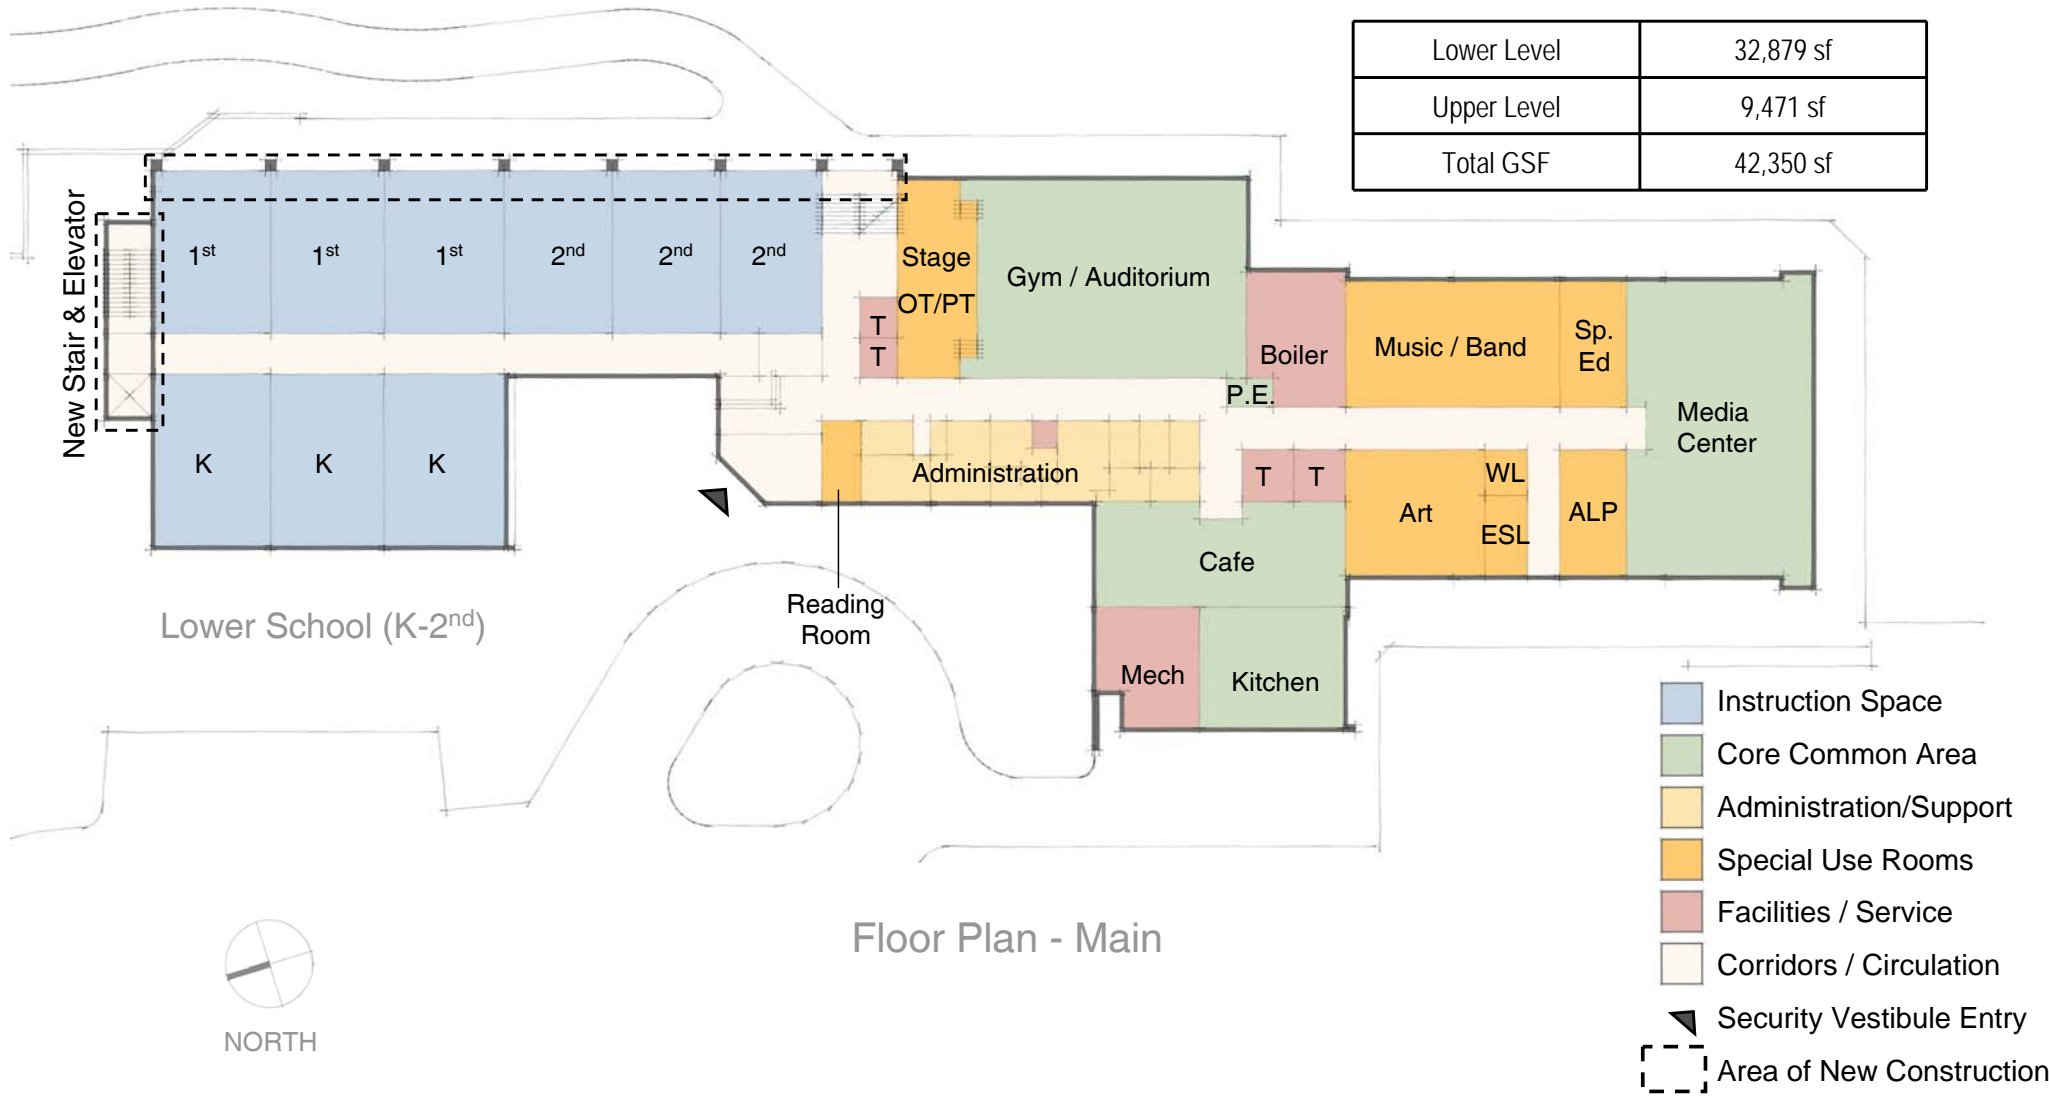 Lower Level 32,879 sf
Upper Level 9,471 sf
Total GSF 42,350 sf
New Stair & Elevator
1st 1st 1st 2nd 2nd 2nd
Stage
OT/PT
Gym / Auditorium
T
T
Boiler
P.E.
Music / Band
Sp.
Ed
Media
Center
K K K
Administration
T T
Art
WL
ESL
ALP
Cafe
Reading
Room
Mech
Kitchen
Lower School (K-2nd)
Floor Plan - Main
NORTH
Instruction Space
Core Common Area
Administration/Support
Special Use Rooms
Facilities / Service
Corridors / Circulation
Security Vestibule Entry
Area of New Construction